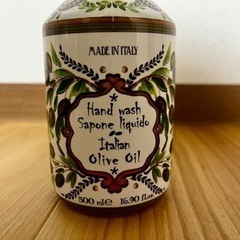 MADE IN ITALY
Hand wash
Sapone liquido
Italian
Olive Oil
500 ml e 16.90 fl.oz.